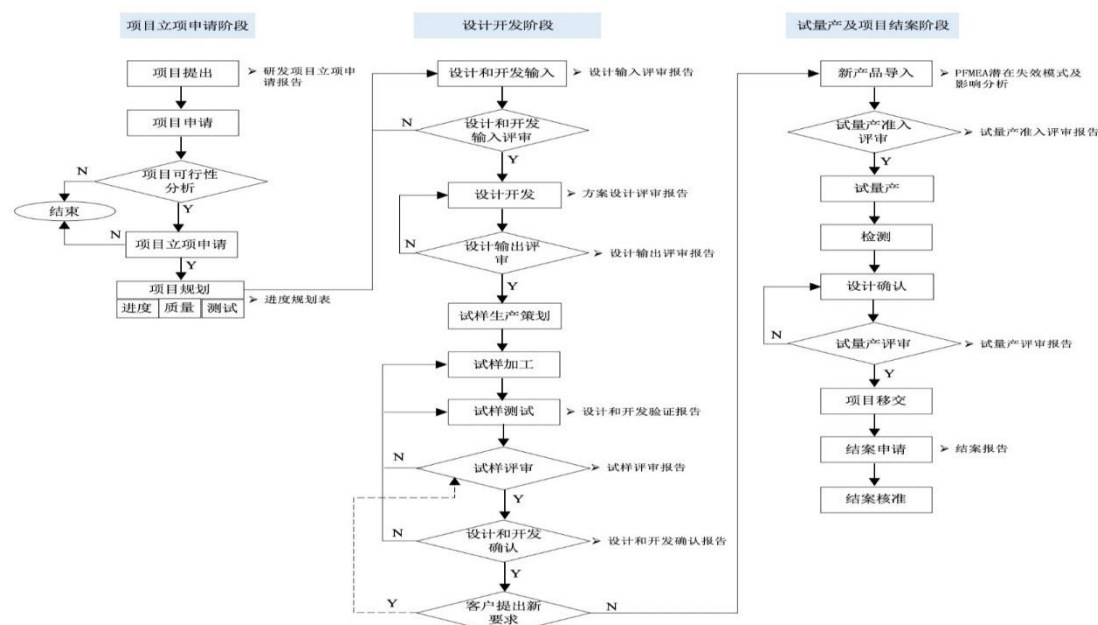 项目立项申请阶段
项目提出
研发项目立项申
请报告
项目申请
N
项目可行性
分析
结束
Y
N
项目立项申请
Y
项目规划
进度
质量
测试
进度规划表
设计开发阶段
设计和开发输入
设计输入评审报告
N
设计和开发
输入评审
Y
设计开发
方案设计评审报告
N
设计输出评
审
设计输出评审报告
Y
试样生产策划
试样加工
试样测试
设计和开发验证报告
N
试样评审
试样评审报告
Y
N
设计和开发
确认
设计和开发确认报告
Y
Y
客户提出新
要求
N
试量产及项目结案阶段
新产品导入
PFMEA潜在失效模式及
影响分析
试量产准入
评审
试量产准入评审报告
Y
试量产
检测
设计确认
N
试量产评审
试量产评审报告
Y
项目移交
结案申请
结案报告
结案核准